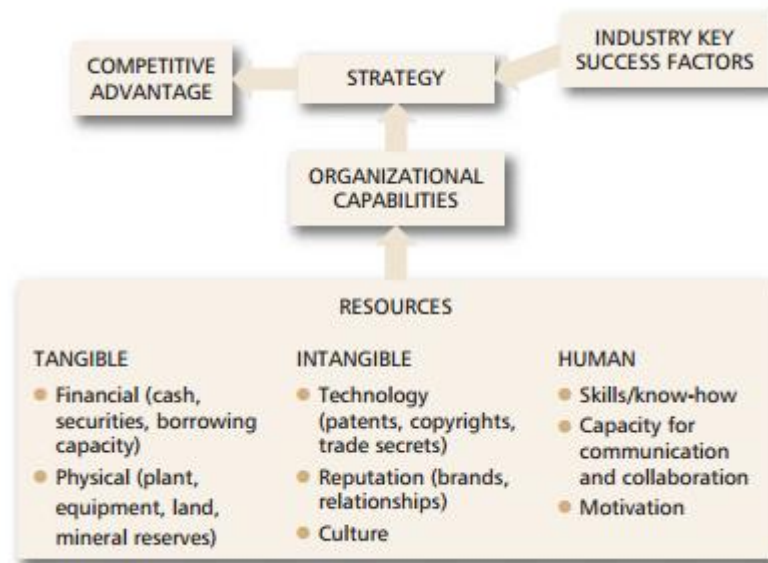 COMPETITIVE
ADVANTAGE
STRATEGY
INDUSTRY KEY
SUCCESS FACTORS
ORGANIZATIONAL
CAPABILITIES
RESOURCES
TANGIBLE
Financial (cash,
securities, borrowing
capacity)
Physical (plant,
equipment, land,
mineral reserves)
INTANGIBLE
Technology
(patents, copyrights,
trade secrets)
Reputation (brands,
relationships)
Culture
HUMAN
Skills/know-how
Capacity for
communication
and collaboration
Motivation